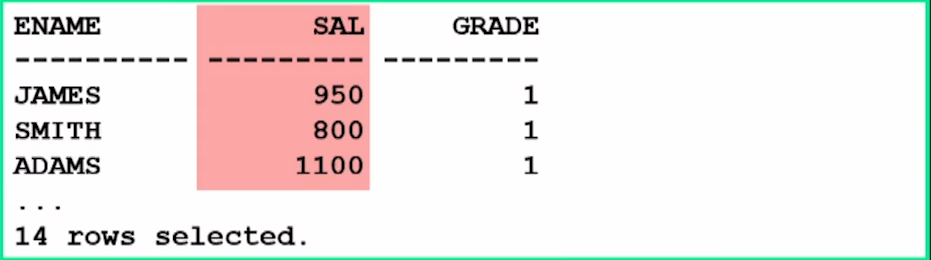 ENAME SAL GRADE
---------- --------- ---------
JAMES 950 1
SMITH 800 1
ADAMS 1100 1
...
14 rows selected.